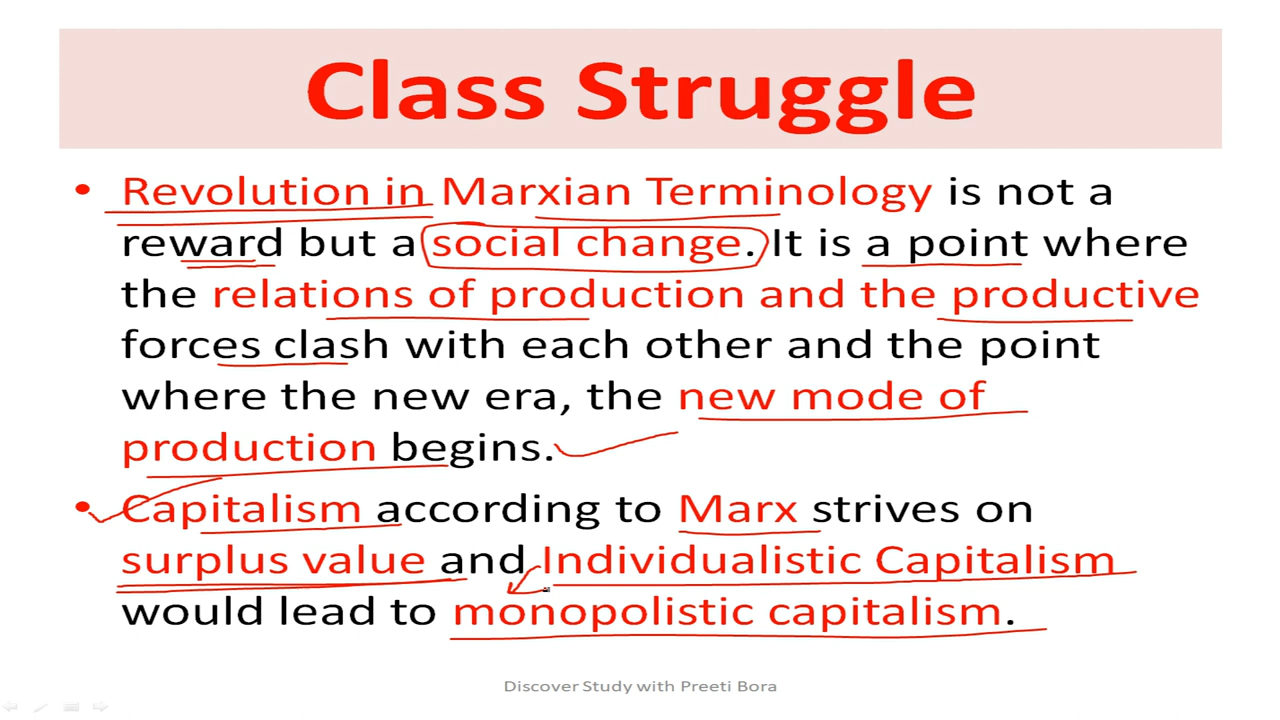 Class Struggle
• Revolution in Marxian Terminology is not a
reward but a social change. It is a point where
the relations of production and the productive
forces clash with each other and the point
where the new era, the new mode of
production begins.
• Capitalism according to Marx strives on
surplus value and Individualistic Capitalism
would lead to monopolistic capitalism.
Discover Study with Preeti Bora